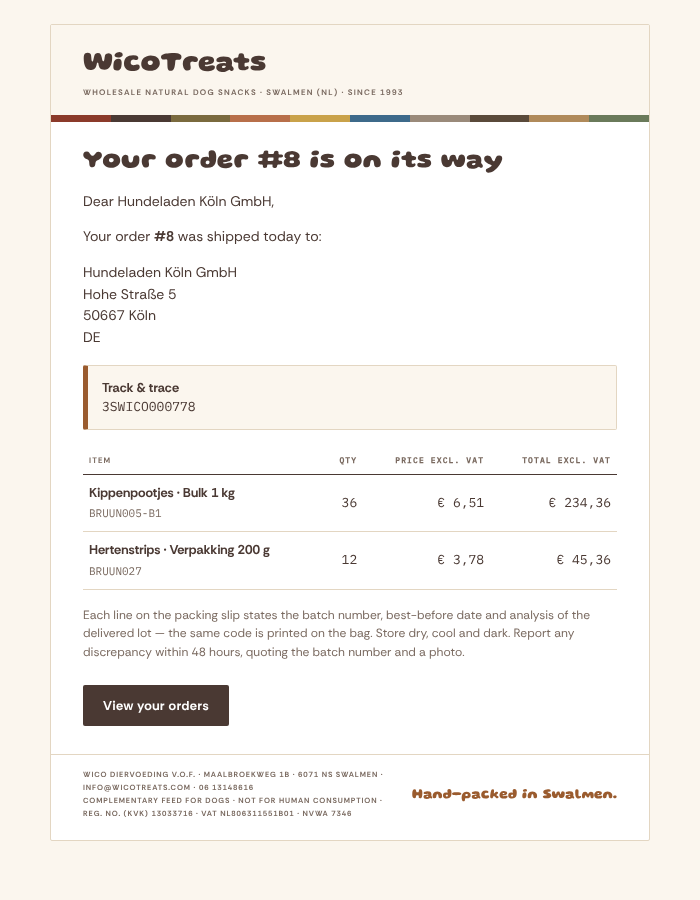 WicoTreats
WHOLESALE NATURAL DOG SNACKS · SWALMEN (NL) · SINCE 1993
Your order #8 is on its way
Dear Hundeladen Köln GmbH,
Your order #8 was shipped today to:
Hundeladen Köln GmbH
Hohe Straße 5
50667 Köln
DE
Track & trace
3SWICO000778
ITEM QTY PRICE EXCL. VAT TOTAL EXCL. VAT
Kippenpootjes · Bulk 1 kg
BRUUN005-B1
36 € 6,51 € 234,36
Hertenstrips · Verpakking 200 g
BRUUN027
12 € 3,78 € 45,36
Each line on the packing slip states the batch number, best-before date and analysis of the
delivered lot — the same code is printed on the bag. Store dry, cool and dark. Report any
discrepancy within 48 hours, quoting the batch number and a photo.
View your orders
WICO DIERVOEDING V.O.F. · MAALBROEKWEG 1B · 6071 NS SWALMEN ·
INFO@WICOTREATS.COM · 06 13148616
COMPLEMENTARY FEED FOR DOGS · NOT FOR HUMAN CONSUMPTION ·
REG. NO. (KVK) 13033716 · VAT NL806311551B01 · NVWA 7346
Hand-packed in Swalmen.